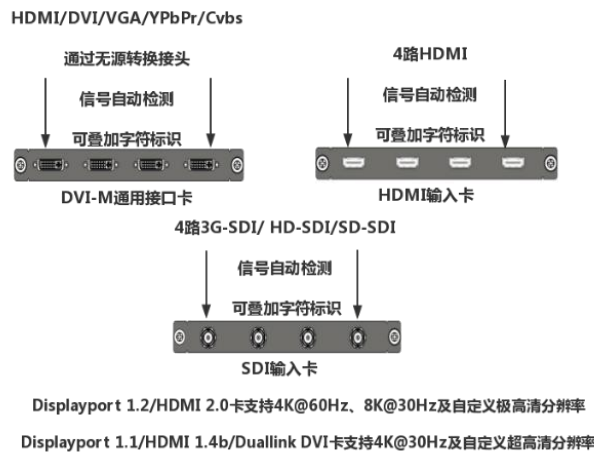 HDMI/DVI/VGA/YPbPr/Cvbs
通过无源转换接头
信号自动检测
可叠加字符标识
DVI-M通用接口卡
4路HDMI
信号自动检测
可叠加字符标识
HDMI输入卡
4路3G-SDI/ HD-SDI/SD-SDI
信号自动检测
可叠加字符标识
SDI输入卡
Displayport 1.2/HDMI 2.0卡支持4K@60Hz、8K@30Hz及自定义极高清分辨率
Displayport 1.1/HDMI 1.4b/Duallink DVI卡支持4K@30Hz及自定义超高清分辨率